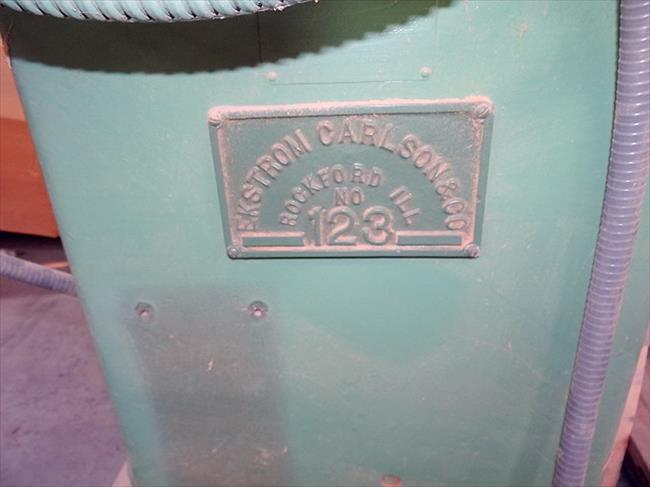 EKSTROM CARLSON & CO
ROCKFORD ILL
NO
123